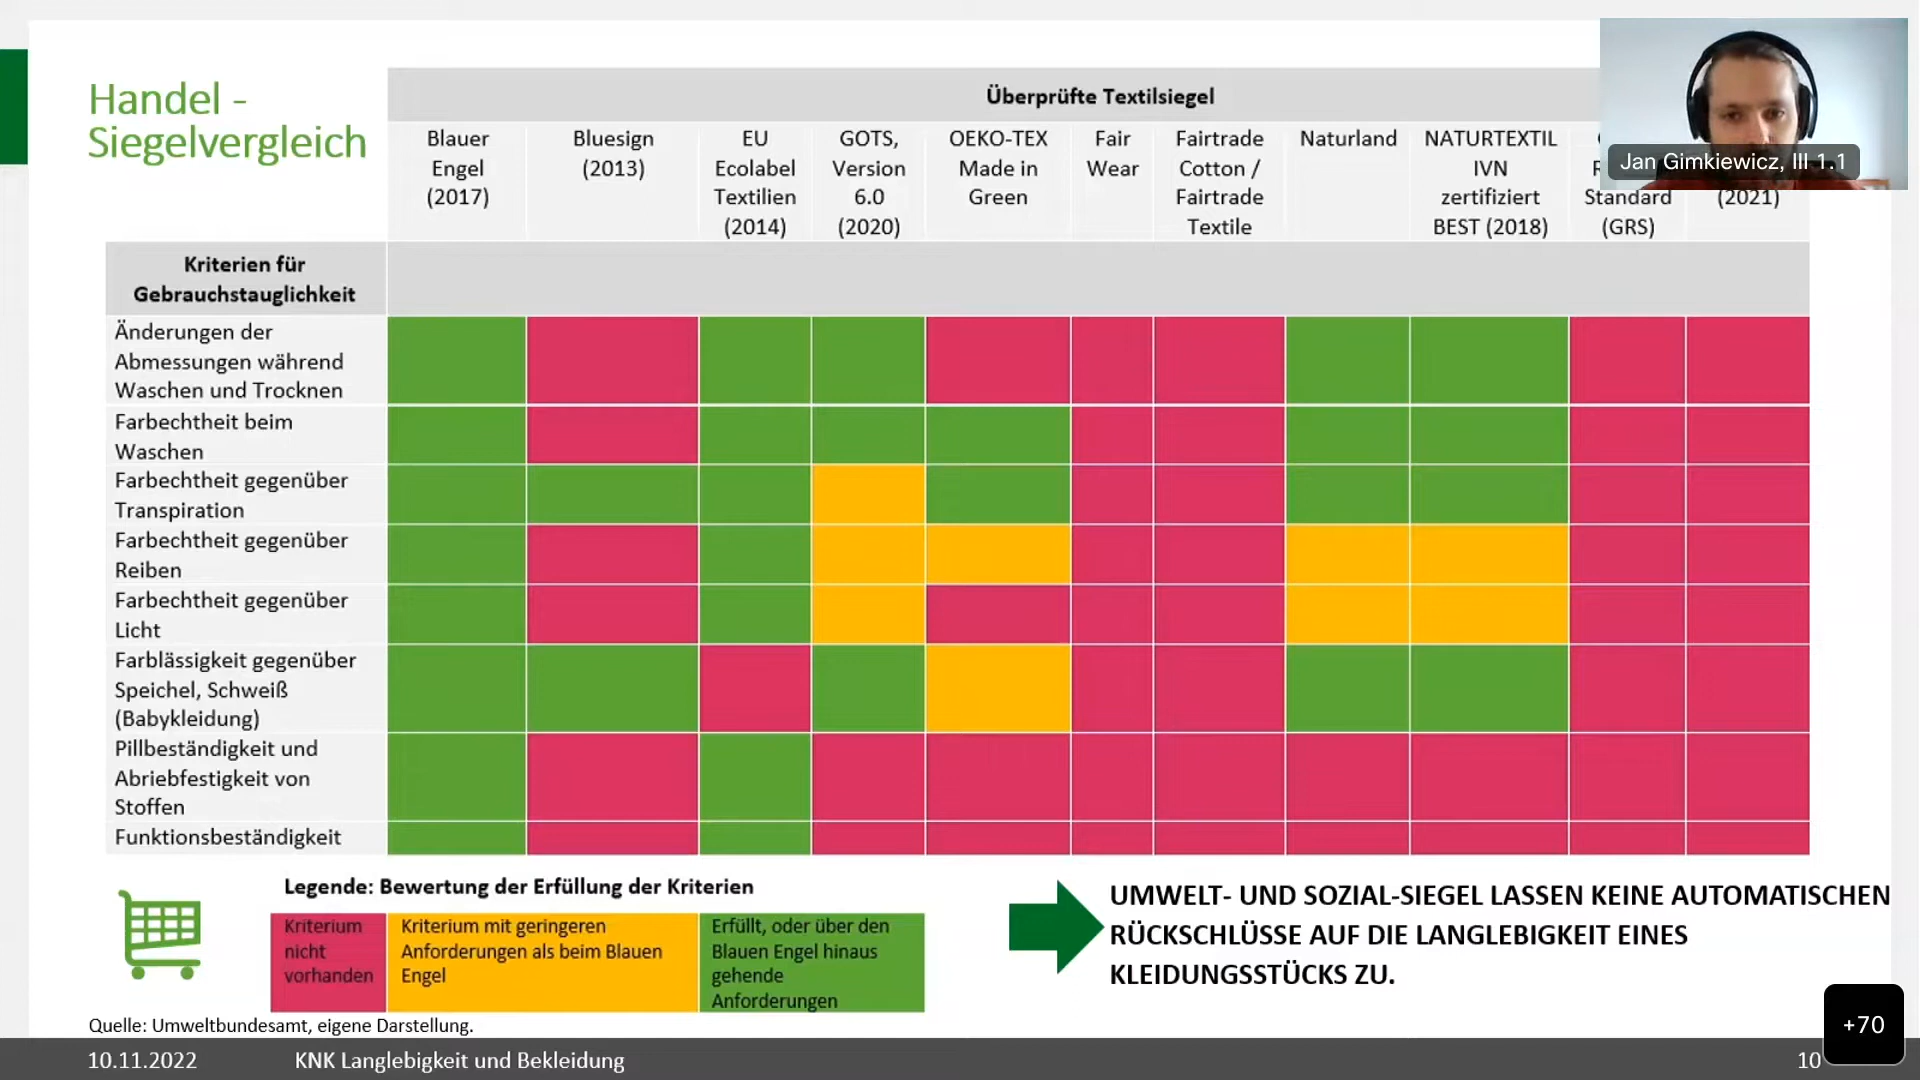 Handel -
Siegelvergleich
Überprüfte Textilsiegel
Blauer
Engel
(2017)
Bluesign
(2013)
EU
Ecolabel
Textilien
(2014)
GOTS,
Version
6.0
(2020)
OEKO-TEX
Made in
Green
Fair
Wear
Fairtrade
Cotton /
Fairtrade
Textile
Naturland
NATURTEXTIL
IVN
zertifiziert
BEST (2018)
Standard
(GRS)
(2021)
Jan Gimkiewicz, III 1.1
Kriterien für
Gebrauchstauglichkeit
Änderungen der
Abmessungen während
Waschen und Trocknen
Farbechtheit beim
Waschen
Farbechtheit gegenüber
Transpiration
Farbechtheit gegenüber
Reiben
Farbechtheit gegenüber
Licht
Farblässigkeit gegenüber
Speichel, Schweiß
(Babykleidung)
Pillbeständigkeit und
Abriebfestigkeit von
Stoffen
Funktionsbeständigkeit
Legende: Bewertung der Erfüllung der Kriterien
Kriterium
nicht
vorhanden
Kriterium mit geringeren
Anforderungen als beim Blauen
Engel
Erfüllt, oder über den
Blauen Engel hinaus
gehende
Anforderungen
UMWELT- UND SOZIAL-SIEGEL LASSEN KEINE AUTOMATISCHEN
RÜCKSCHLÜSSE AUF DIE LANGLEBIGKEIT EINES
KLEIDUNGSSTÜCKS ZU.
Quelle: Umweltbundesamt, eigene Darstellung.
10.11.2022
KNK Langlebigkeit und Bekleidung
10
+70